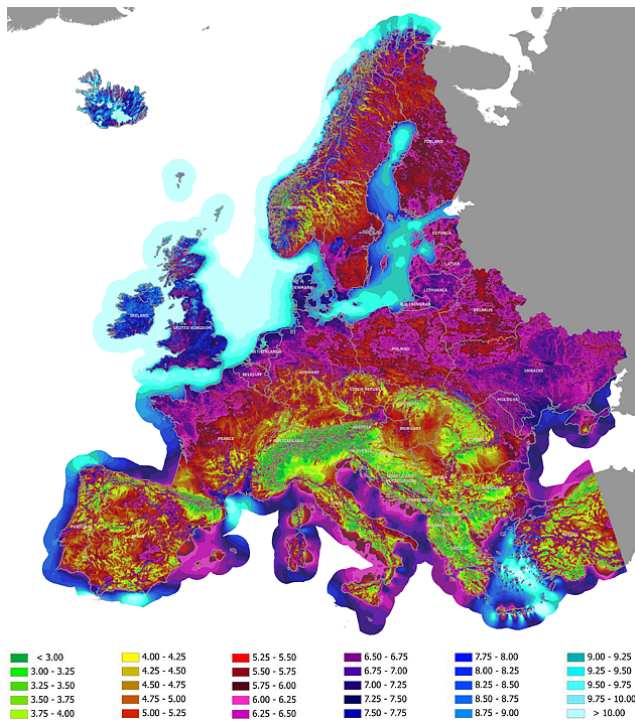 FINLAND
SWEDEN
NORWAY
ESTONIA
LATVIA
DENMARK
LITHUANIA
KALININGRAD
IRELAND
UNITED KINGDOM
BELARUS
NETHERLANDS
POLAND
BELGIUM
GERMANY
UKRAINE
CZECH REPUBLIC
MOLDOVA
FRANCE
SWITZERLAND
HUNGARY
< 3.00 4.00 - 4.25 5.25 - 5.50 6.50 - 6.75 7.75 - 8.00 9.00 - 9.25
3.00 - 3.25 4.25 - 4.50 5.50 - 5.75 6.75 - 7.00 8.00 - 8.25 9.25 - 9.50
3.25 - 3.50 4.50 - 4.75 5.75 - 6.00 7.00 - 7.25 8.25 - 8.50 9.50 - 9.75
3.50 - 3.75 4.75 - 5.00 6.00 - 6.25 7.25 - 7.50 8.50 - 8.75 9.75 - 10.00
3.75 - 4.00 5.00 - 5.25 6.25 - 6.50 7.50 - 7.75 8.75 - 9.00 > 10.00